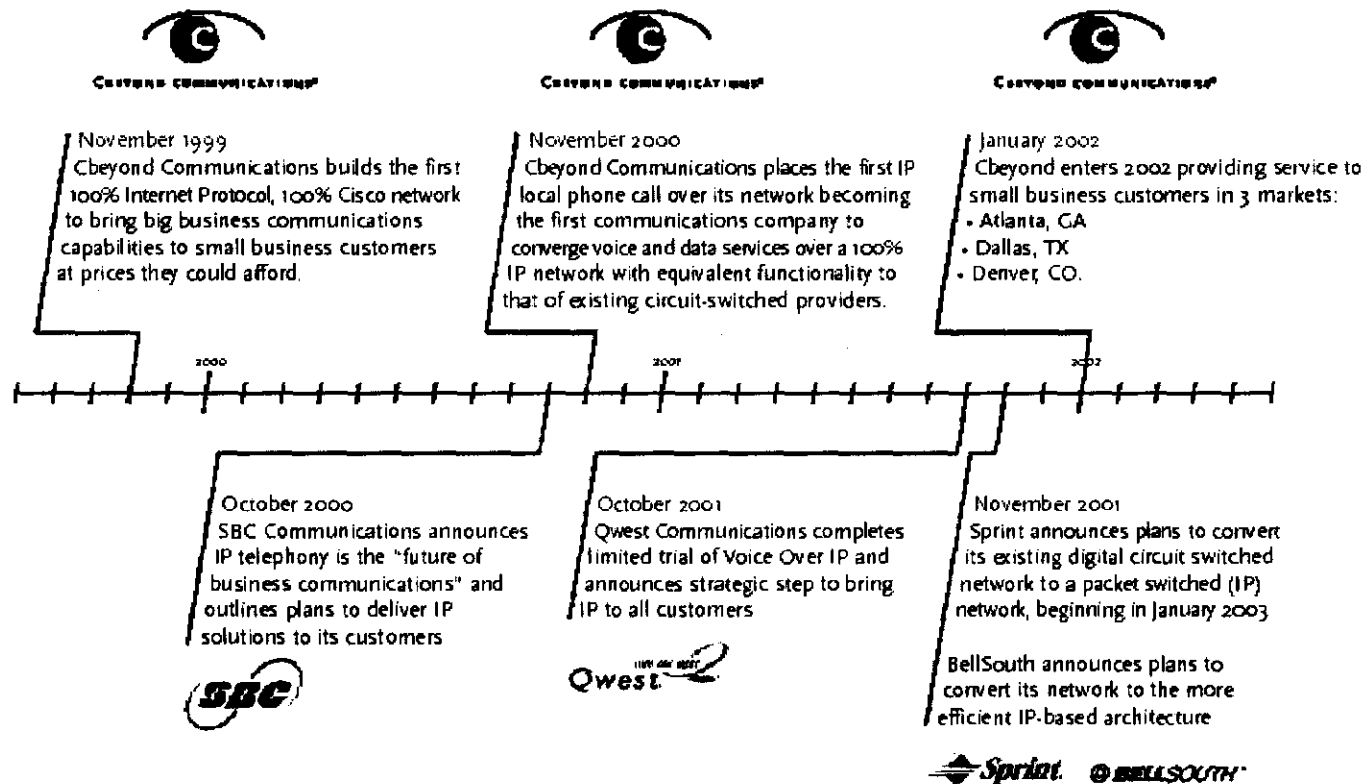 CBEYOND COMMUNICATIONS®
CBEYOND COMMUNICATIONS®
CBEYOND COMMUNICATIONS®
November 1999
Cbeyond Communications builds the first
100% Internet Protocol, 100% Cisco network
to bring big business communications
capabilities to small business customers
at prices they could afford.
November 2000
Cbeyond Communications places the first IP
local phone call over its network becoming
the first communications company to
converge voice and data services over a 100%
IP network with equivalent functionality to
that of existing circuit-switched providers.
January 2002
Cbeyond enters 2002 providing service to
small business customers in 3 markets:
• Atlanta, GA
• Dallas, TX
• Denver, CO.
2000
2001
2002
October 2000
SBC Communications announces
IP telephony is the "future of
business communications" and
outlines plans to deliver IP
solutions to its customers
SBC
October 2001
Qwest Communications completes
limited trial of Voice Over IP and
announces strategic step to bring
IP to all customers
Qwest
November 2001
Sprint announces plans to convert
its existing digital circuit switched
network to a packet switched (IP)
network, beginning in January 2003
BellSouth announces plans to
convert its network to the more
efficient IP-based architecture
Sprint. BELLSOUTH